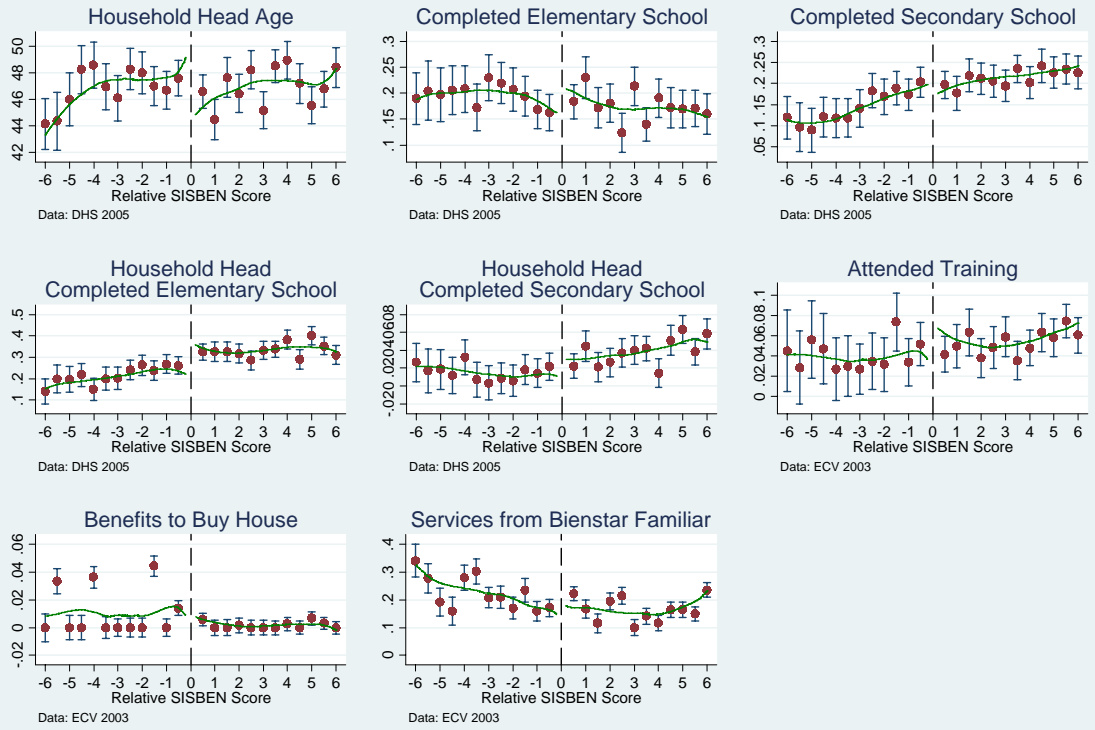 Household Head Age
42 44 46 48 50
-6 -5 -4 -3 -2 -1 0 1 2 3 4 5 6
Relative SISBEN Score
Data: DHS 2005
Completed Elementary School
.1 .15 .2 .25 .3
-6 -5 -4 -3 -2 -1 0 1 2 3 4 5 6
Relative SISBEN Score
Data: DHS 2005
Completed Secondary School
.05 .1 .15 .2 .25 .3
-6 -5 -4 -3 -2 -1 0 1 2 3 4 5 6
Relative SISBEN Score
Data: DHS 2005
Household Head
Completed Elementary School
.1 .2 .3 .4 .5
-6 -5 -4 -3 -2 -1 0 1 2 3 4 5 6
Relative SISBEN Score
Data: DHS 2005
Household Head
Completed Secondary School
-.02 0 .02 .04 .06 .08
-6 -5 -4 -3 -2 -1 0 1 2 3 4 5 6
Relative SISBEN Score
Data: DHS 2005
Attended Training
0 .02 .04 .06 .08 .1
-6 -5 -4 -3 -2 -1 0 1 2 3 4 5 6
Relative SISBEN Score
Data: ECV 2003
Benefits to Buy House
-.02 0 .02 .04 .06
-6 -5 -4 -3 -2 -1 0 1 2 3 4 5 6
Relative SISBEN Score
Data: ECV 2003
Services from Bienstar Familiar
0 .1 .2 .3 .4
-6 -5 -4 -3 -2 -1 0 1 2 3 4 5 6
Relative SISBEN Score
Data: ECV 2003